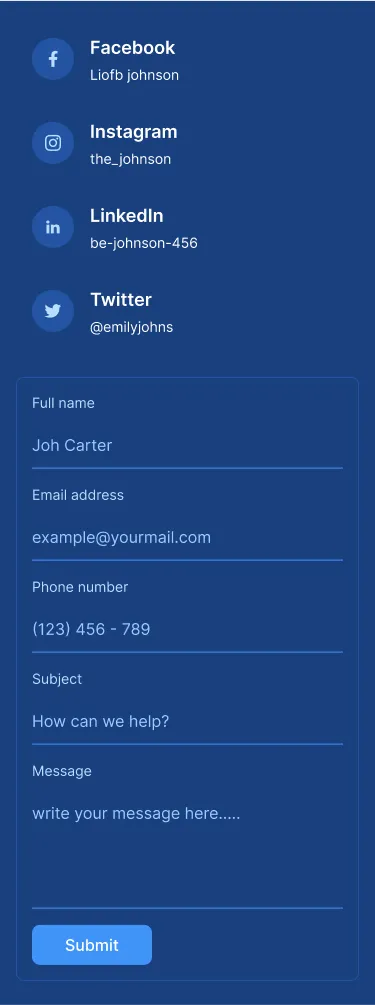 Facebook
Liofb johnson
Instagram
the_johnson
LinkedIn
be-johnson-456
Twitter
@emilyjohns
Full name
Joh Carter
Email address
example@yourmail.com
Phone number
(123) 456 - 789
Subject
How can we help?
Message
write your message here.....
Submit